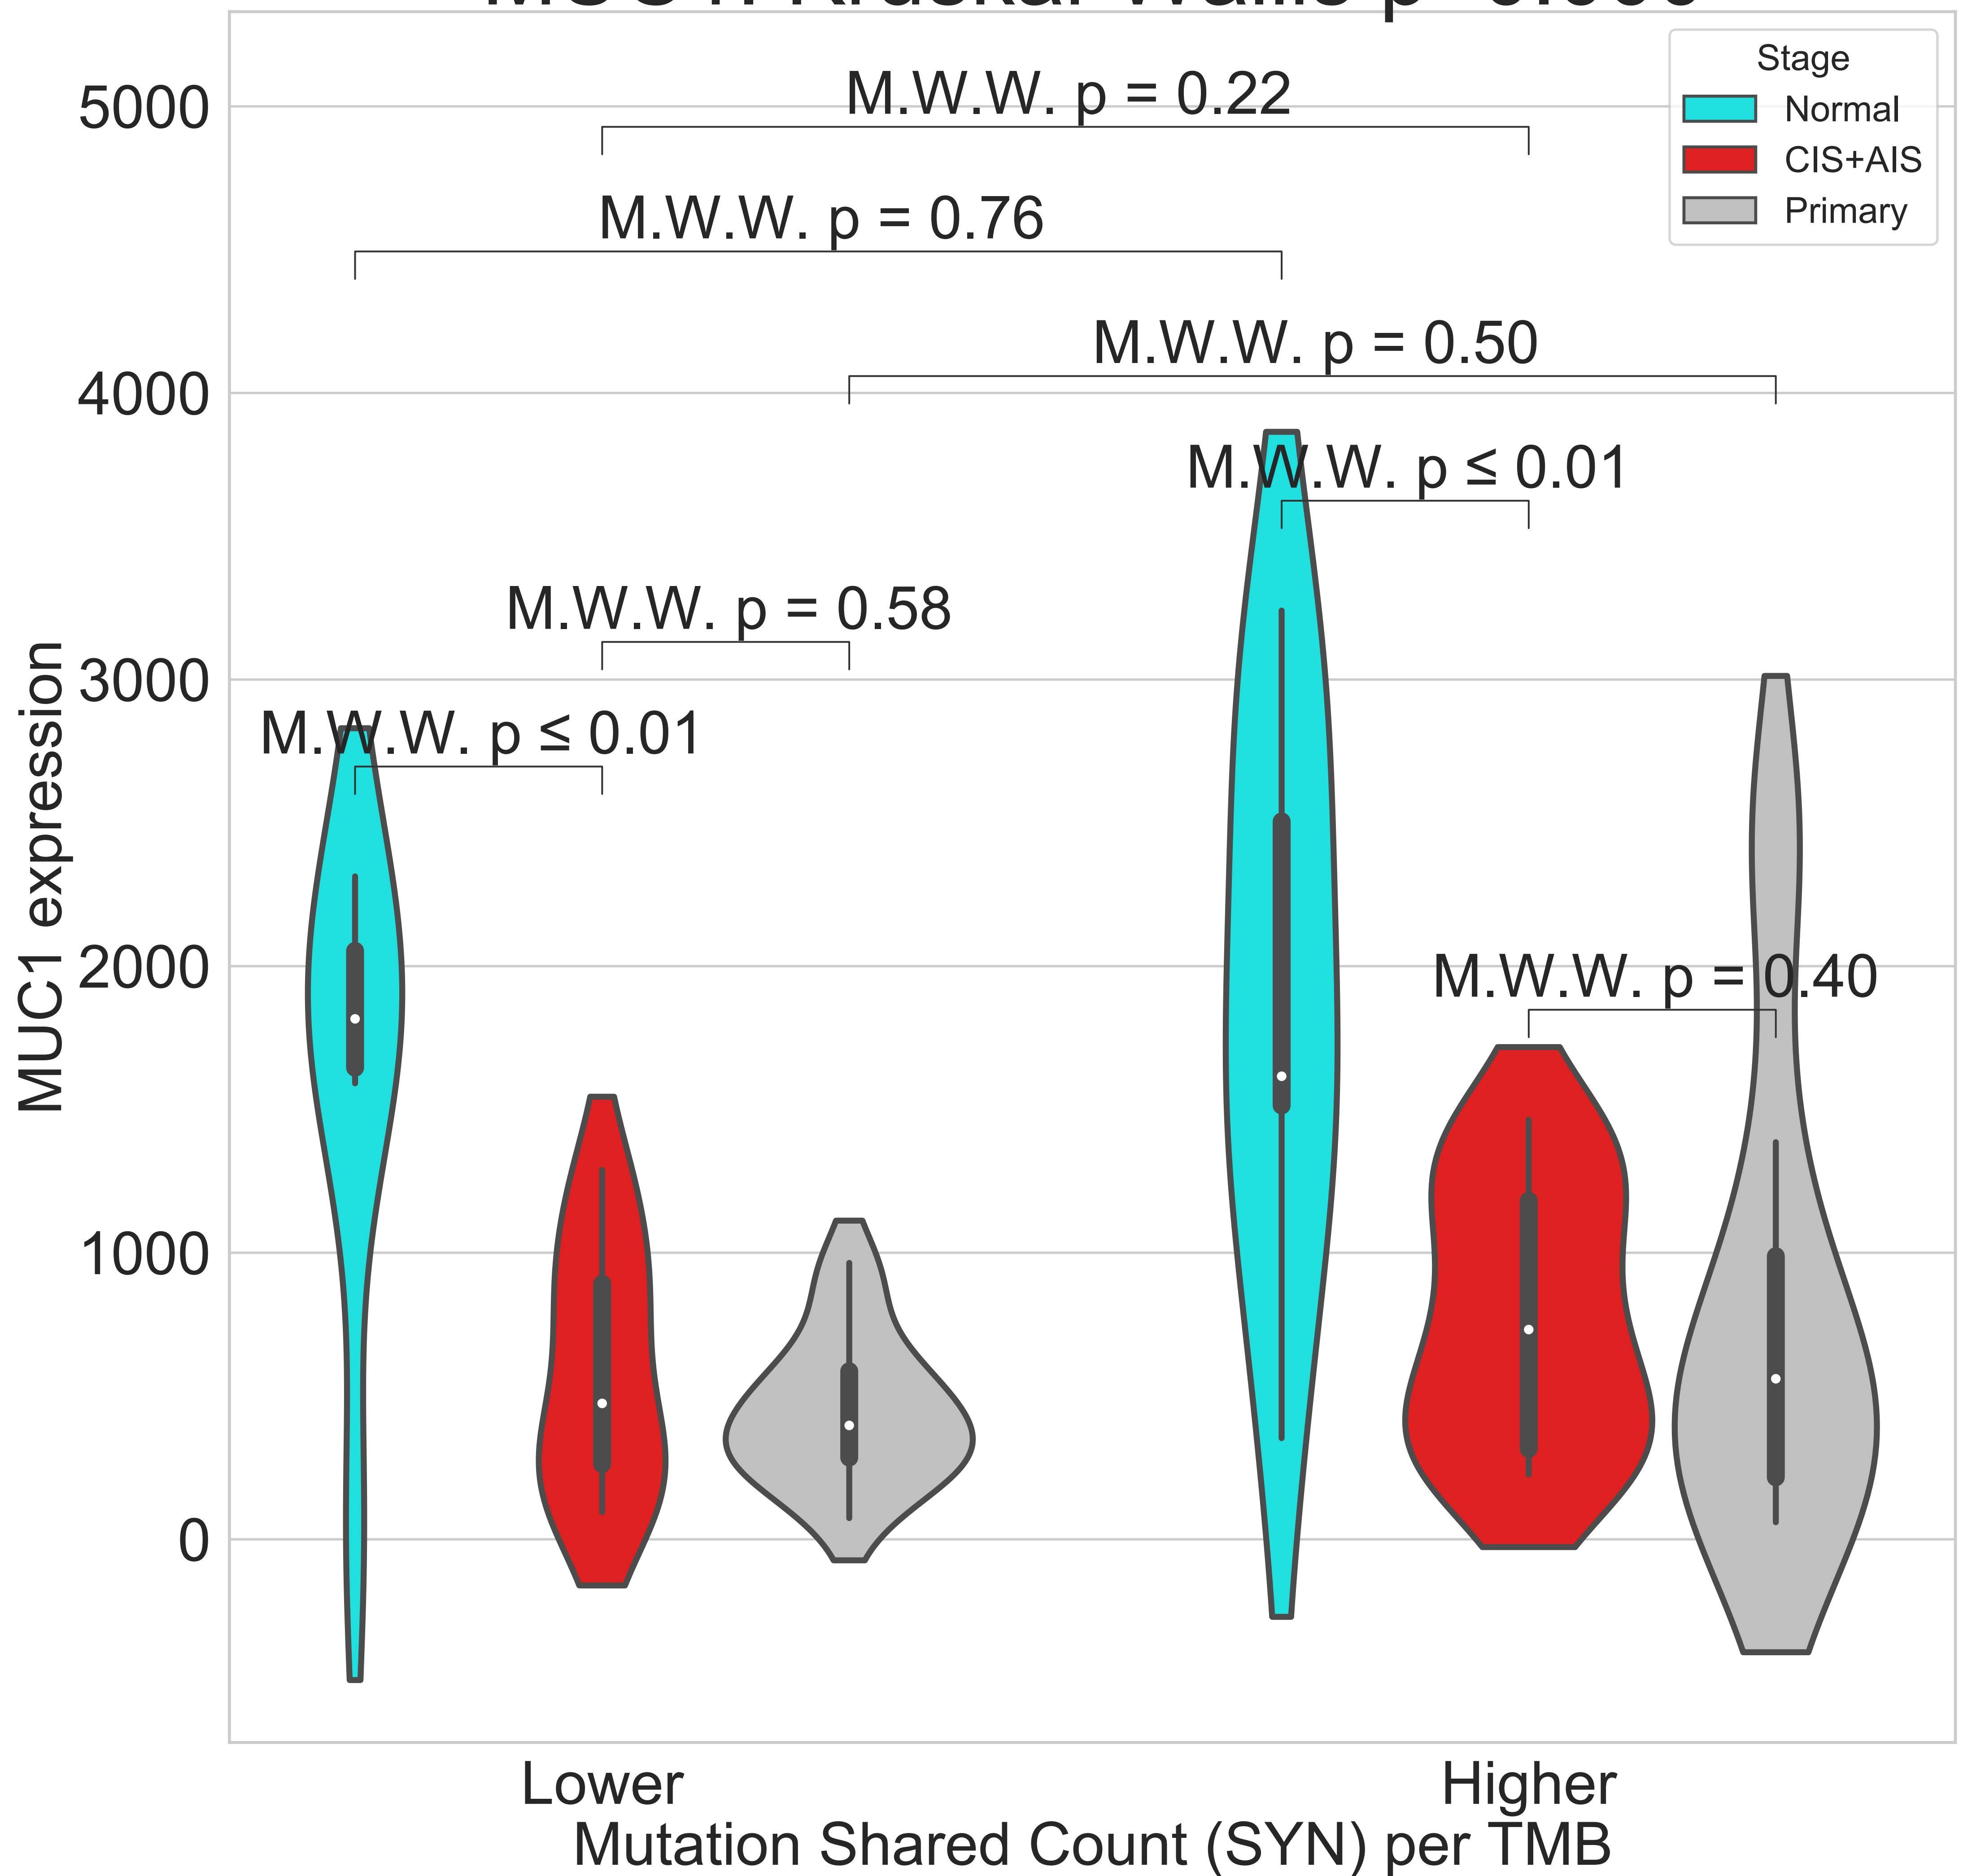 Stage
Normal
CIS+AIS
Primary
M.W.W. p = 0.22
M.W.W. p = 0.76
M.W.W. p = 0.50
M.W.W. p ≤ 0.01
M.W.W. p = 0.58
M.W.W. p ≤ 0.01
M.W.W. p = 0.40
5000
4000
3000
2000
1000
0
MUC1 expression
Lower
Higher
Mutation Shared Count (SYN) per TMB